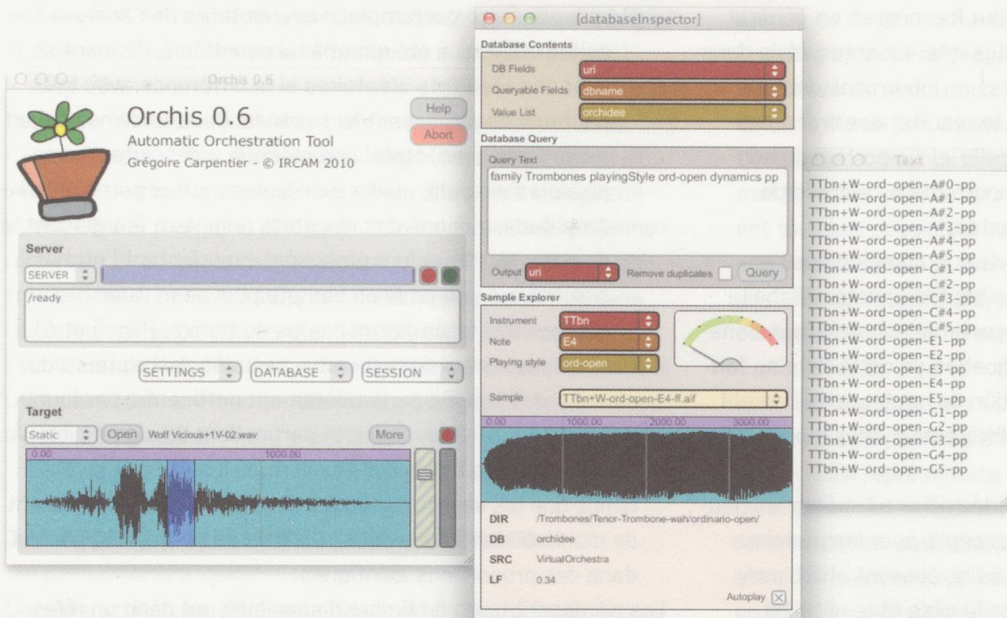 Orchis 0.6
Orchis 0.6
Automatic Orchestration Tool
Grégoire Carpentier - © IRCAM 2010
Help
Abort
Server
SERVER
/ready
SETTINGS DATABASE SESSION
Target
Static Open Wolf Vicious+1V-02.wav More
0.00 1000.00
[databaseInspector]
Database Contents
DB Fields uri
Queryable Fields dbname
Value List orchidee
Database Query
Query Text
family Trombones playingStyle ord-open dynamics pp
Output uri Remove duplicates Query
Sample Explorer
Instrument TTbn
Note E4
Playing style ord-open
Sample TTbn+W-ord-open-E4-ff.aif
0.00 1000.00 2000.00 3000.00
DIR /Trombones/Tenor-Trombone-wah/ordinario-open/
DB orchidee
SRC VirtualOrchestra
LF 0.34
Autoplay
Text
TTbn+W-ord-open-A#0-pp
TTbn+W-ord-open-A#1-pp
TTbn+W-ord-open-A#2-pp
TTbn+W-ord-open-A#3-pp
TTbn+W-ord-open-A#4-pp
TTbn+W-ord-open-A#5-pp
TTbn+W-ord-open-C#1-pp
TTbn+W-ord-open-C#2-pp
TTbn+W-ord-open-C#3-pp
TTbn+W-ord-open-C#4-pp
TTbn+W-ord-open-C#5-pp
TTbn+W-ord-open-E1-pp
TTbn+W-ord-open-E2-pp
TTbn+W-ord-open-E3-pp
TTbn+W-ord-open-E4-pp
TTbn+W-ord-open-E5-pp
TTbn+W-ord-open-G1-pp
TTbn+W-ord-open-G2-pp
TTbn+W-ord-open-G3-pp
TTbn+W-ord-open-G4-pp
TTbn+W-ord-open-G5-pp